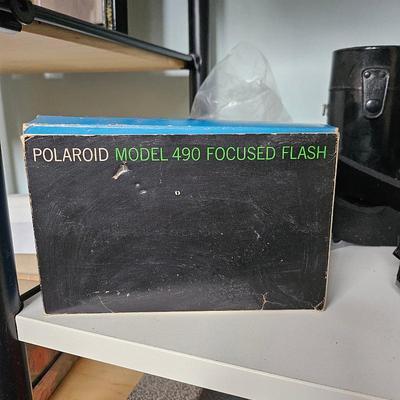 POLAROID MODEL 490 FOCUSED FLASH